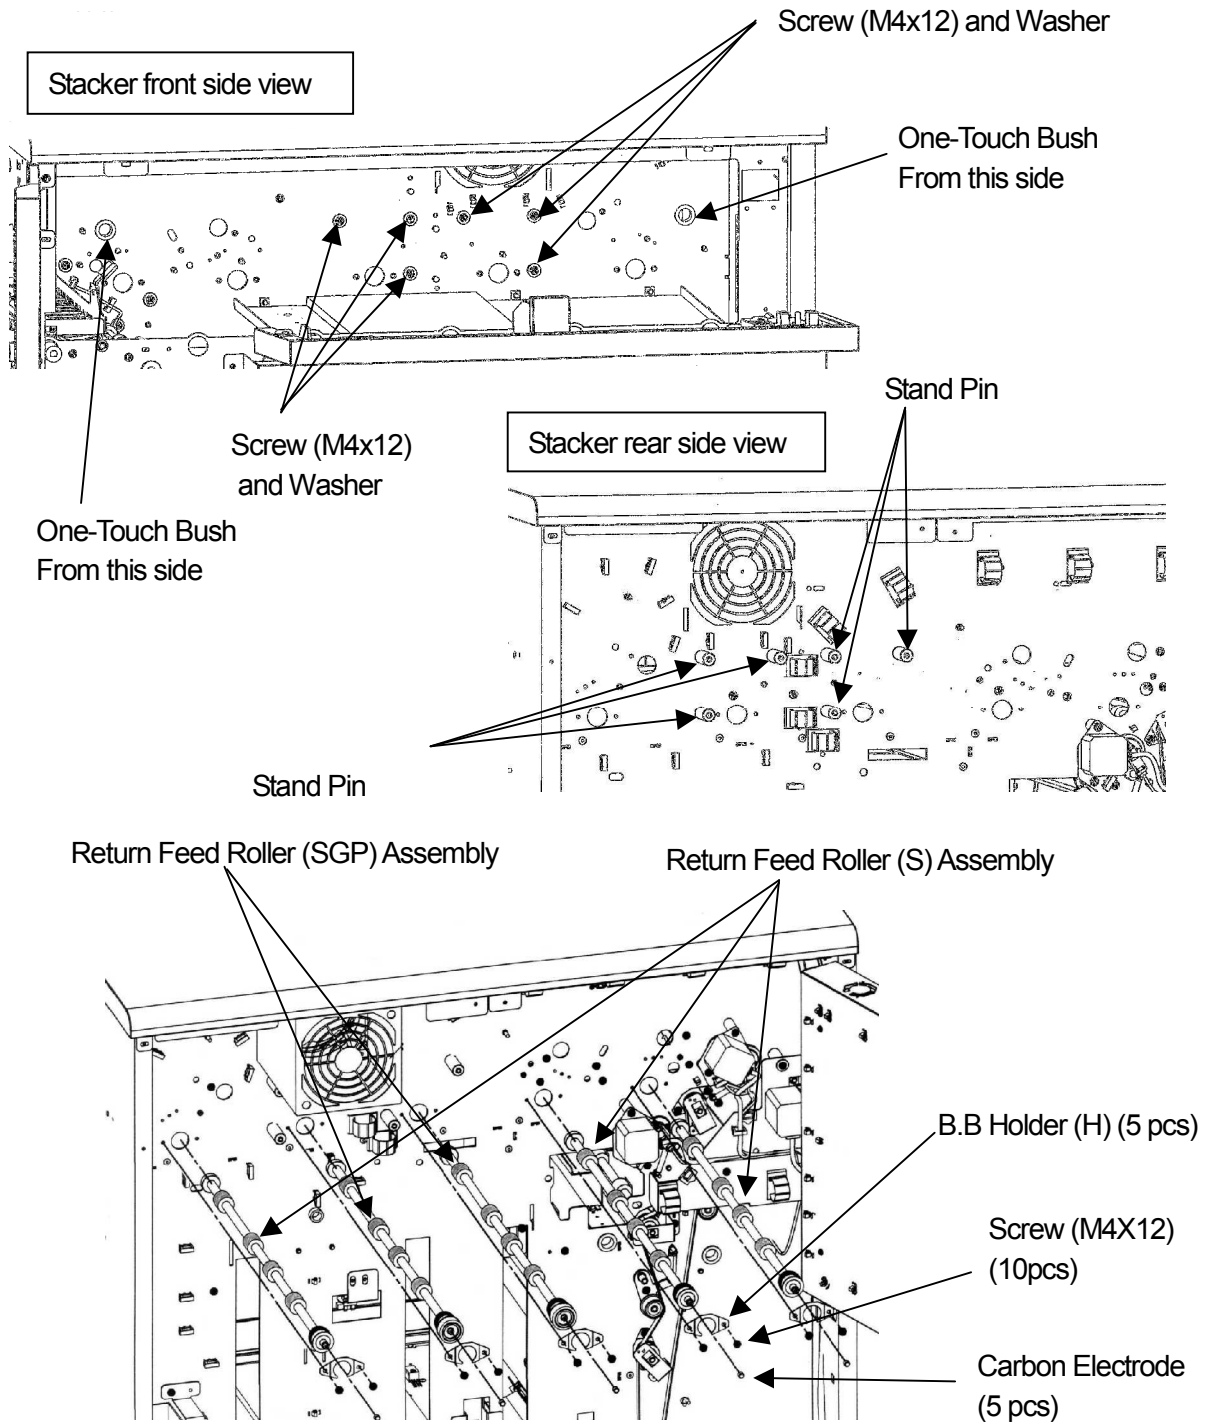 Screw (M4x12) and Washer
Stacker front side view
One-Touch Bush
From this side
Screw (M4x12)
and Washer
One-Touch Bush
From this side
Stand Pin
Stacker rear side view
Stand Pin
Return Feed Roller (SGP) Assembly
Return Feed Roller (S) Assembly
B.B Holder (H) (5 pcs)
Screw (M4X12)
(10pcs)
Carbon Electrode
(5 pcs)